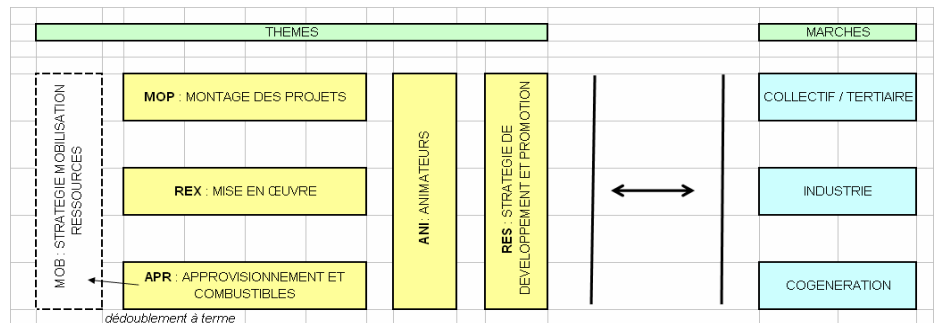 THEMES
MARCHES
MOB : STRATEGIE MOBILISATION
RESSOURCES
MOP : MONTAGE DES PROJETS
REX : MISE EN ŒUVRE
APR : APPROVISIONNEMENT ET
COMBUSTIBLES
dédoublement à terme
ANI: ANIMATEURS
RES : STRATEGIE DE
DEVELOPPEMENT ET PROMOTION
COLLECTIF / TERTIAIRE
INDUSTRIE
COGENERATION